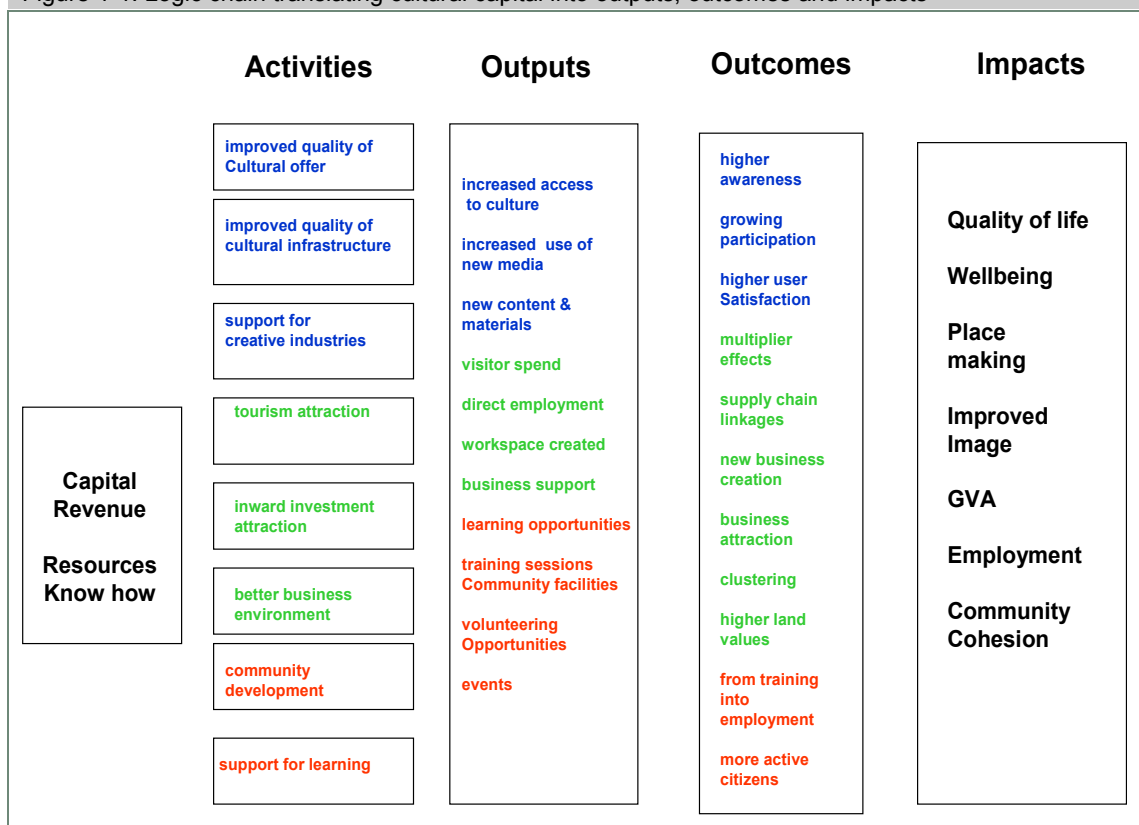 Activities
Outputs
Outcomes
Impacts
Capital
Revenue
Resources
Know how
improved quality of
Cultural offer
improved quality of
cultural infrastructure
support for
creative industries
tourism attraction
inward investment
attraction
better business
environment
community
development
support for learning
increased access
to culture
increased use of
new media
new content &
materials
visitor spend
direct employment
workspace created
business support
learning opportunities
training sessions
Community facilities
volunteering
Opportunities
events
higher
awareness
growing
participation
higher user
Satisfaction
multiplier
effects
supply chain
linkages
new business
creation
business
attraction
clustering
higher land
values
from training
into
employment
more active
citizens
Quality of life
Wellbeing
Place
making
Improved
Image
GVA
Employment
Community
Cohesion